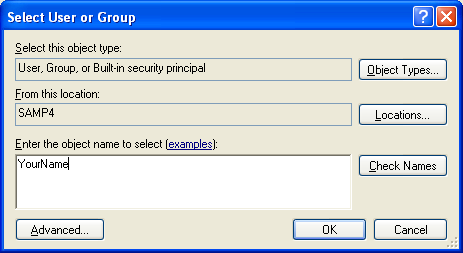 Select User or Group
Select this object type:
User, Group, or Built-in security principal
Object Types...
From this location:
SAMP4
Locations...
Enter the object name to select (examples):
YourName
Check Names
Advanced...
OK
Cancel